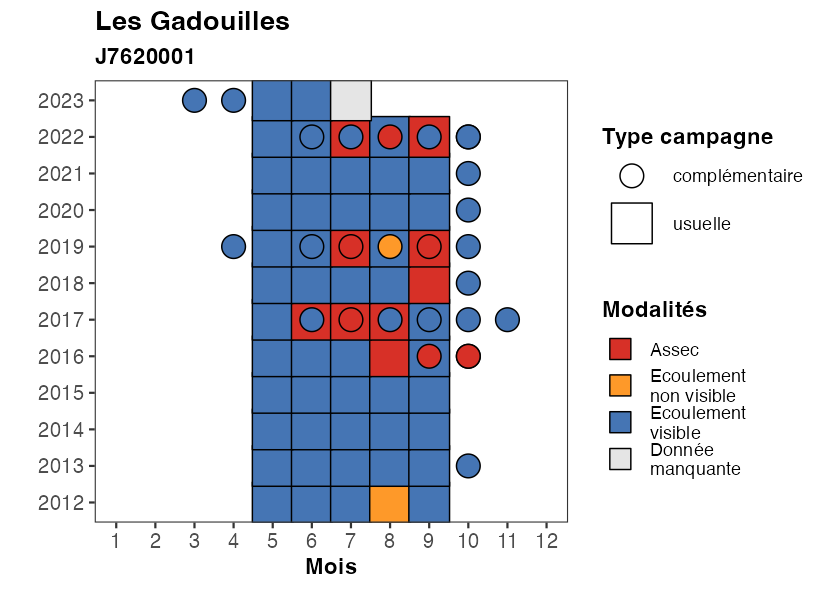 Les Gadouilles
J7620001
2023
2022
2021
2020
2019
2018
2017
2016
2015
2014
2013
2012
1 2 3 4 5 6 7 8 9 10 11 12
Mois
Type campagne
complémentaire
usuelle
Modalités
Assec
Ecoulement
non visible
Ecoulement
visible
Donnée
manquante